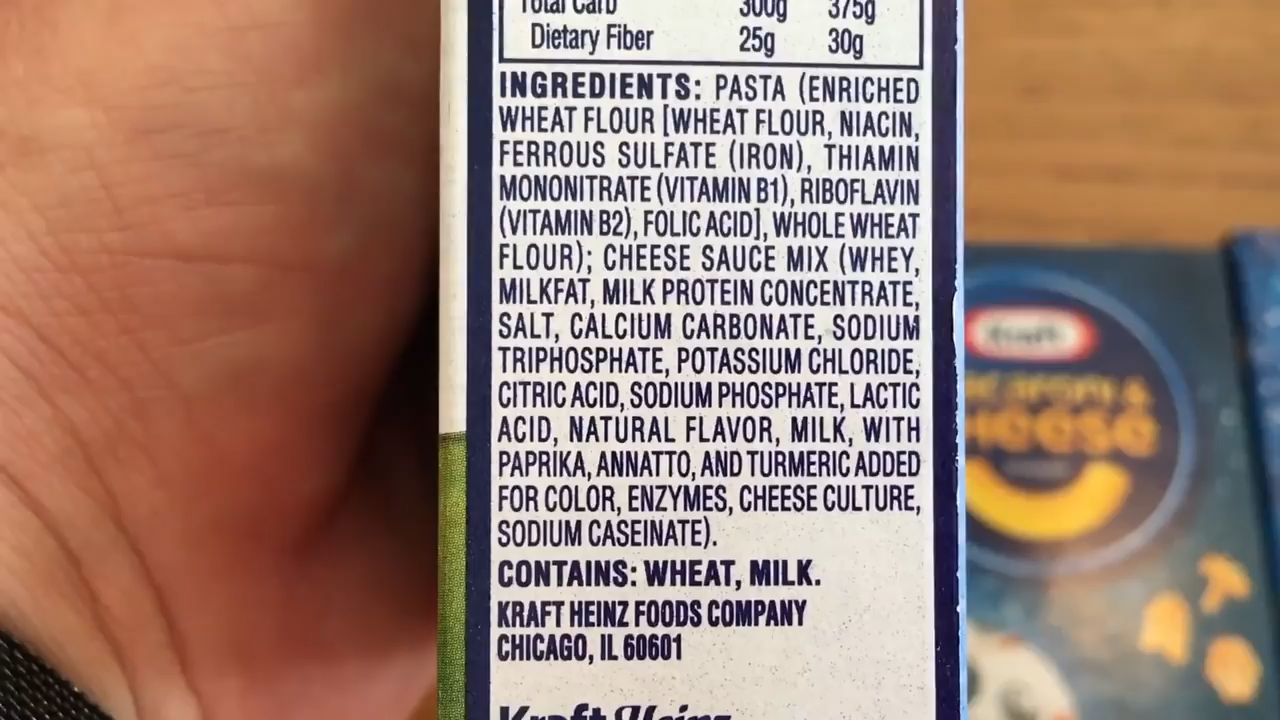 Total Carb 300g 375g
Dietary Fiber 25g 30g
INGREDIENTS: PASTA (ENRICHED
WHEAT FLOUR [WHEAT FLOUR, NIACIN,
FERROUS SULFATE (IRON), THIAMIN
MONONITRATE (VITAMIN B1), RIBOFLAVIN
(VITAMIN B2), FOLIC ACID], WHOLE WHEAT
FLOUR); CHEESE SAUCE MIX (WHEY,
MILKFAT, MILK PROTEIN CONCENTRATE,
SALT, CALCIUM CARBONATE, SODIUM
TRIPHOSPHATE, POTASSIUM CHLORIDE,
CITRIC ACID, SODIUM PHOSPHATE, LACTIC
ACID, NATURAL FLAVOR, MILK, WITH
PAPRIKA, ANNATTO, AND TURMERIC ADDED
FOR COLOR, ENZYMES, CHEESE CULTURE,
SODIUM CASEINATE).
CONTAINS: WHEAT, MILK.
KRAFT HEINZ FOODS COMPANY
CHICAGO, IL 60601
Kraft Heinz
Kraft